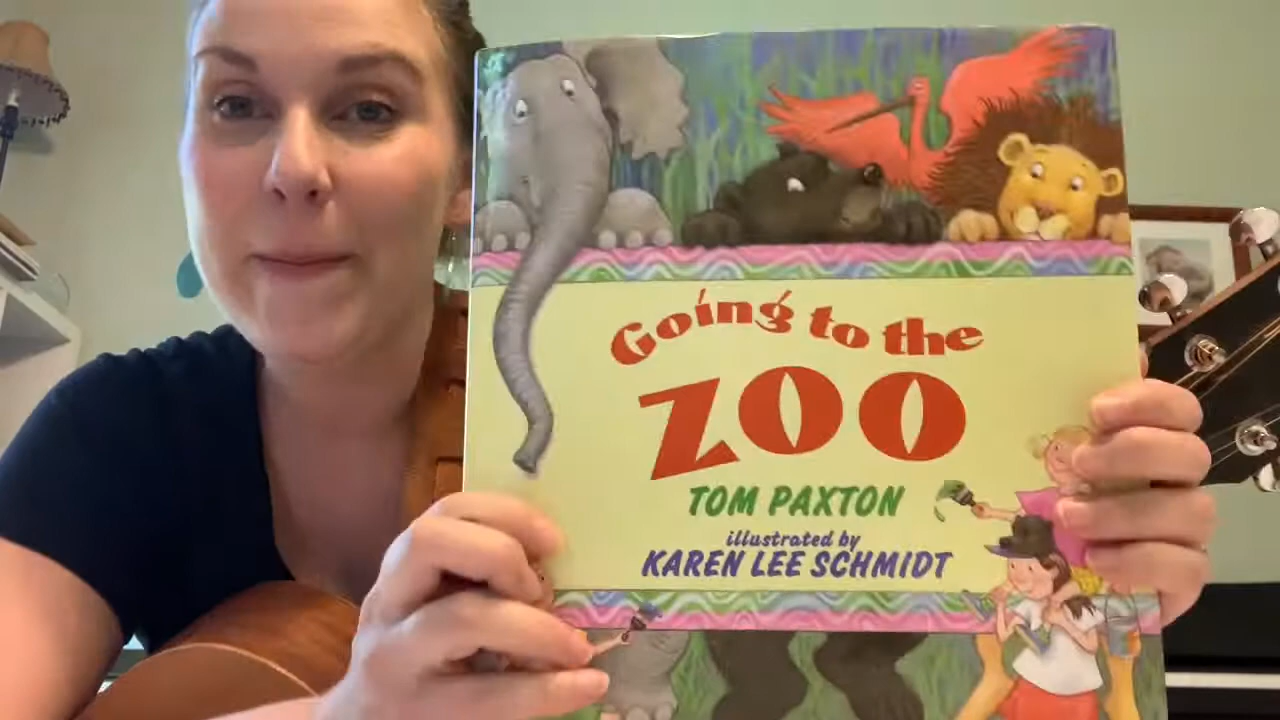 Going to the
ZOO
TOM PAXTON
illustrated by
KAREN LEE SCHMIDT